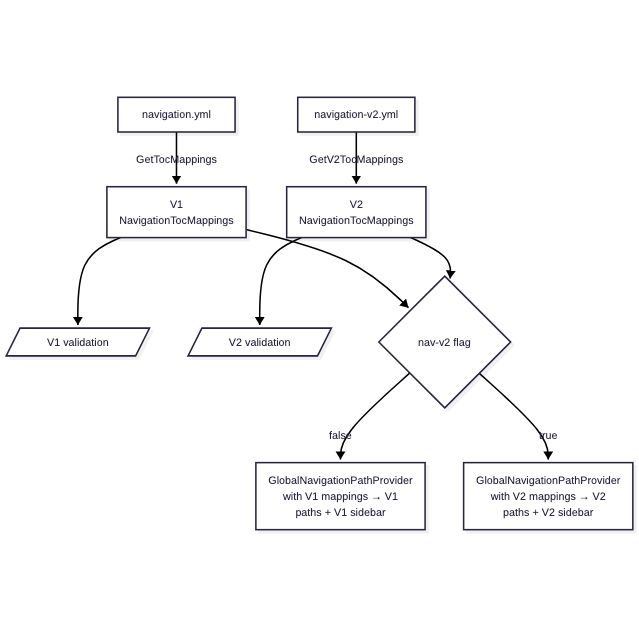 navigation.yml
navigation-v2.yml
GetTocMappings
GetV2TocMappings
V1
NavigationTocMappings
V2
NavigationTocMappings
V1 validation
V2 validation
nav-v2 flag
false
true
GlobalNavigationPathProvider
with V1 mappings → V1
paths + V1 sidebar
GlobalNavigationPathProvider
with V2 mappings → V2
paths + V2 sidebar